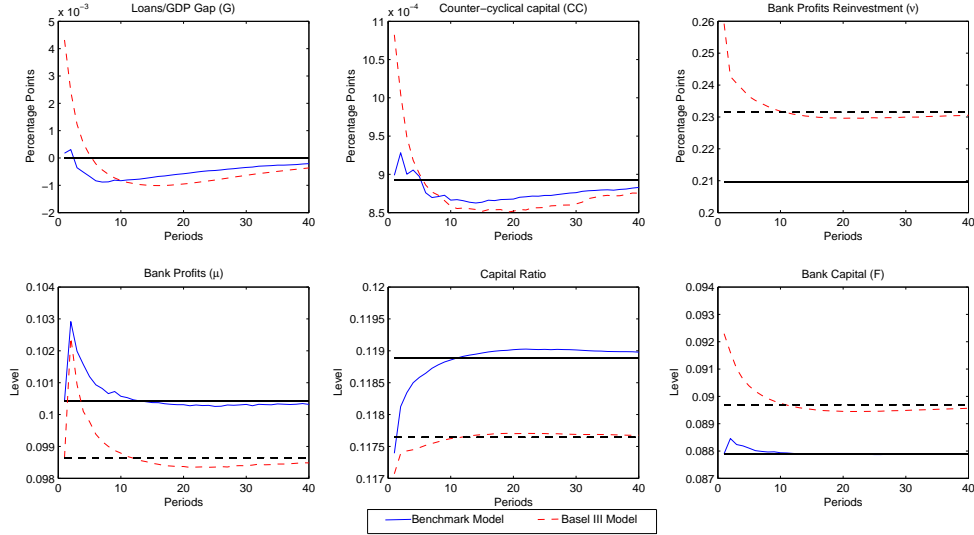 Loans/GDP Gap (G)
x 10⁻³
Percentage Points
5
4
3
2
1
0
−1
−2
0 10 20 30 40
Periods
Counter−cyclical capital (CC)
x 10⁻⁴
Percentage Points
11
10.5
10
9.5
9
8.5
0 10 20 30 40
Periods
Bank Profits Reinvestment (ν)
Percentage Points
0.26
0.25
0.24
0.23
0.22
0.21
0.2
0 10 20 30 40
Periods
Bank Profits (μ)
Level
0.104
0.103
0.102
0.101
0.1
0.099
0.098
0 10 20 30 40
Periods
Capital Ratio
Level
0.12
0.1195
0.119
0.1185
0.118
0.1175
0.117
0 10 20 30 40
Periods
Bank Capital (F)
Level
0.094
0.093
0.092
0.091
0.09
0.089
0.088
0.087
0 10 20 30 40
Periods
Benchmark Model
Basel III Model